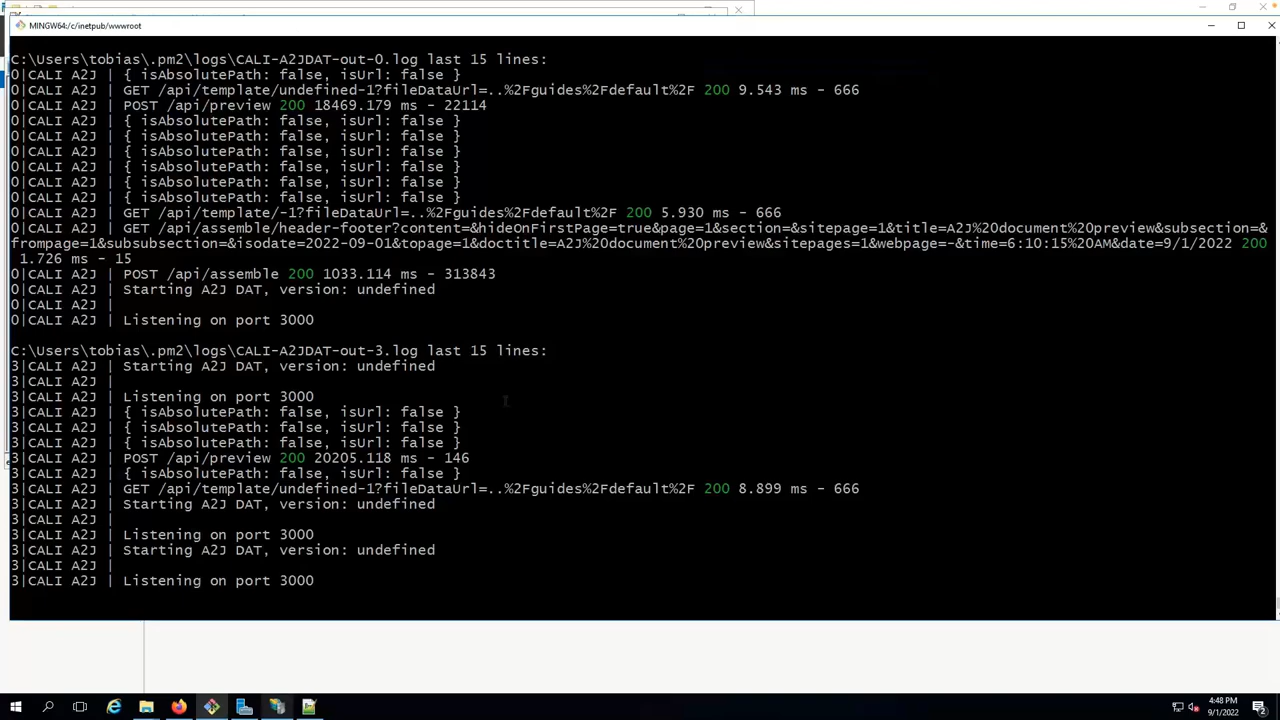 MINGW64:/c/inetpub/wwwroot
C:\Users\tobias\.pm2\logs\CALI-A2JDAT-out-0.log last 15 lines:
0|CALI A2J | { isAbsolutePath: false, isUrl: false }
0|CALI A2J | GET /api/template/undefined-1?fileDataUrl=..%2Fguides%2Fdefault%2F 200 9.543 ms - 666
0|CALI A2J | POST /api/preview 200 18469.179 ms - 22114
0|CALI A2J | { isAbsolutePath: false, isUrl: false }
0|CALI A2J | { isAbsolutePath: false, isUrl: false }
0|CALI A2J | { isAbsolutePath: false, isUrl: false }
0|CALI A2J | { isAbsolutePath: false, isUrl: false }
0|CALI A2J | { isAbsolutePath: false, isUrl: false }
0|CALI A2J | { isAbsolutePath: false, isUrl: false }
0|CALI A2J | GET /api/template/-1?fileDataUrl=..%2Fguides%2Fdefault%2F 200 5.930 ms - 666
0|CALI A2J | GET /api/assemble/header-footer?content=&hideOnFirstPage=true&page=1&section=&sitepage=1&title=A2J%20document%20preview&subsection=&
frompage=1&subsubsection=&isodate=2022-09-01&topage=1&doctitle=A2J%20document%20preview&sitepages=1&webpage=-&time=6:10:15%20AM&date=9/1/2022 200
1.726 ms - 15
0|CALI A2J | POST /api/assemble 200 1033.114 ms - 313843
0|CALI A2J | Starting A2J DAT, version: undefined
0|CALI A2J |
0|CALI A2J | Listening on port 3000
C:\Users\tobias\.pm2\logs\CALI-A2JDAT-out-3.log last 15 lines:
3|CALI A2J | Starting A2J DAT, version: undefined
3|CALI A2J |
3|CALI A2J | Listening on port 3000
3|CALI A2J | { isAbsolutePath: false, isUrl: false }
3|CALI A2J | { isAbsolutePath: false, isUrl: false }
3|CALI A2J | { isAbsolutePath: false, isUrl: false }
3|CALI A2J | POST /api/preview 200 20205.118 ms - 146
3|CALI A2J | { isAbsolutePath: false, isUrl: false }
3|CALI A2J | GET /api/template/undefined-1?fileDataUrl=..%2Fguides%2Fdefault%2F 200 8.899 ms - 666
3|CALI A2J | Starting A2J DAT, version: undefined
3|CALI A2J |
3|CALI A2J | Listening on port 3000
3|CALI A2J | Starting A2J DAT, version: undefined
3|CALI A2J |
3|CALI A2J | Listening on port 3000
4:48 PM
9/1/2022
2